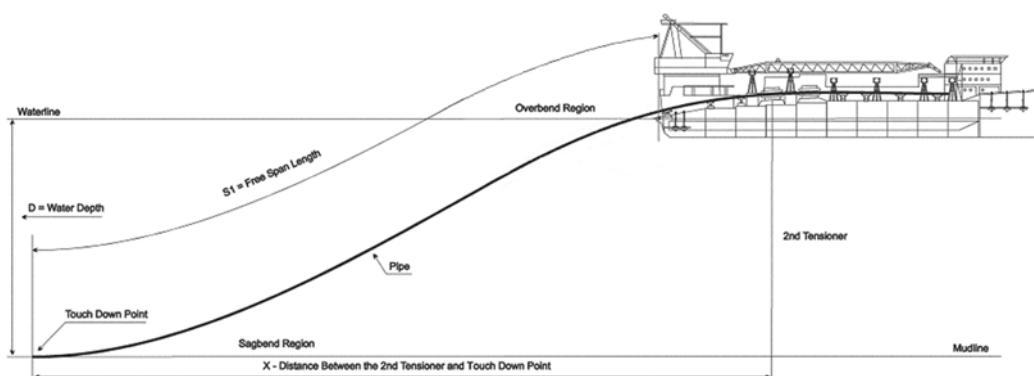 Waterline
Overbend Region
S1 = Free Span Length
D = Water Depth
2nd Tensioner
Pipe
Touch Down Point
Sagbend Region
Mudline
X - Distance Between the 2nd Tensioner and Touch Down Point